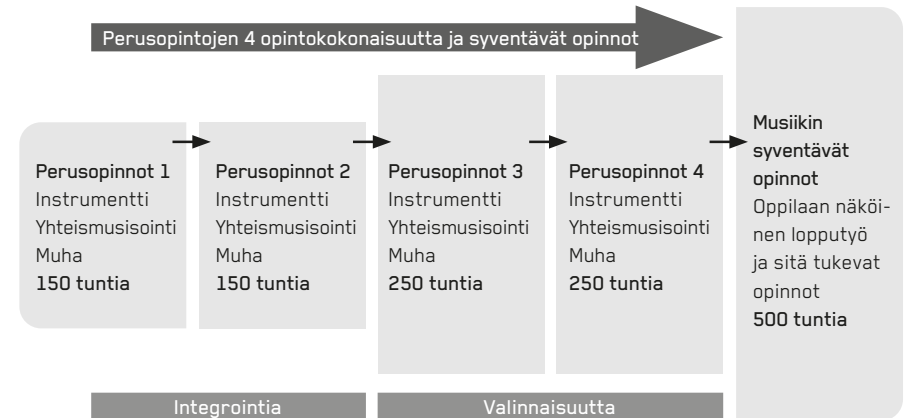 Perusopintojen 4 opintokokonaisuutta ja syventävät opinnot
Perusopinnot 1
Instrumentti
Yhteismusisointi
Muha
150 tuntia
Perusopinnot 2
Instrumentti
Yhteismusisointi
Muha
150 tuntia
Perusopinnot 3
Instrumentti
Yhteismusisointi
Muha
250 tuntia
Perusopinnot 4
Instrumentti
Yhteismusisointi
Muha
250 tuntia
Musiikin
syventävät
opinnot
Oppilaan näköi-
nen lopputyö
ja sitä tukevat
opinnot
500 tuntia
Integrointia
Valinnaisuutta